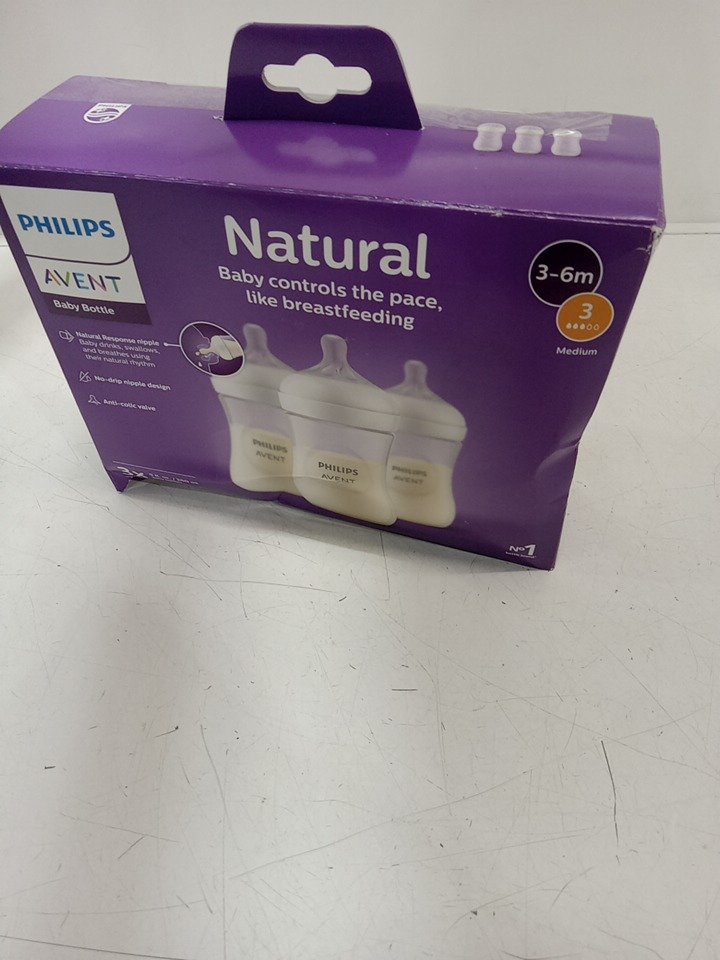 PHILIPS
AVENT
Baby Bottle
Natural
Baby controls the pace,
like breastfeeding
3-6m
3
Medium
Natural Response nipple
Baby drinks, swallows,
and breathes using
their natural rhythm
No-drip nipple design
Anti-colic valve
PHILIPS
AVENT
PHILIPS
AVENT
PHILIPS
AVENT
3x
Nº1